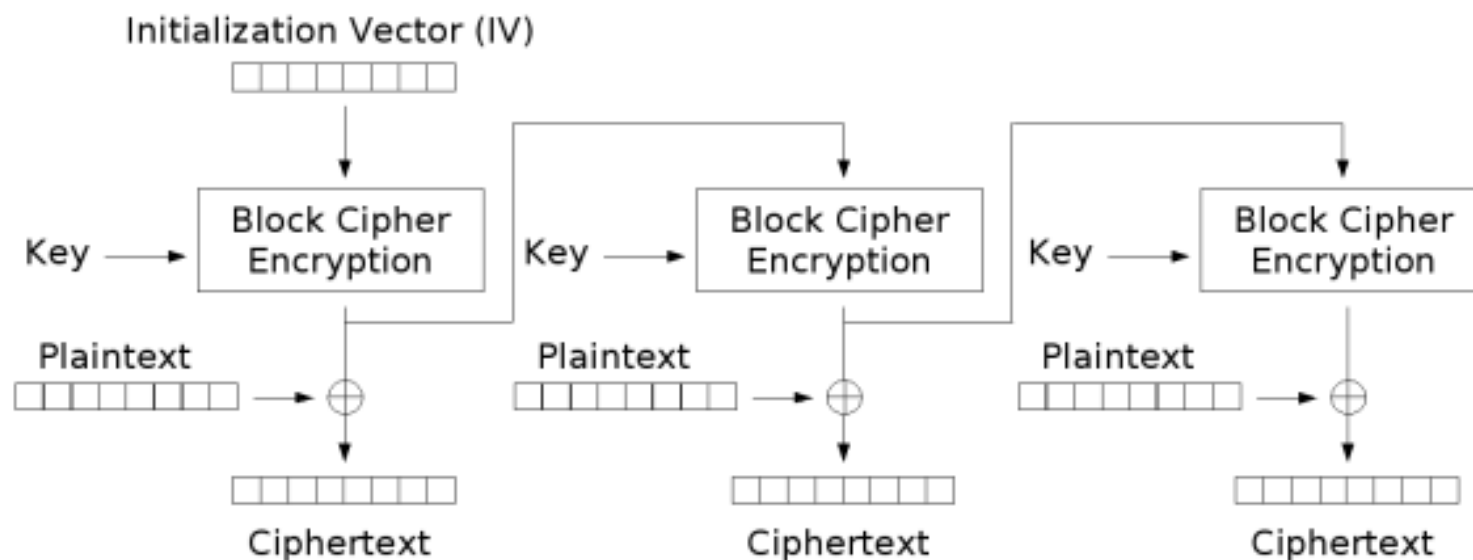 Initialization Vector (IV)
Block Cipher
Encryption
Block Cipher
Encryption
Block Cipher
Encryption
Key
Key
Key
Plaintext
Plaintext
Plaintext
Ciphertext
Ciphertext
Ciphertext